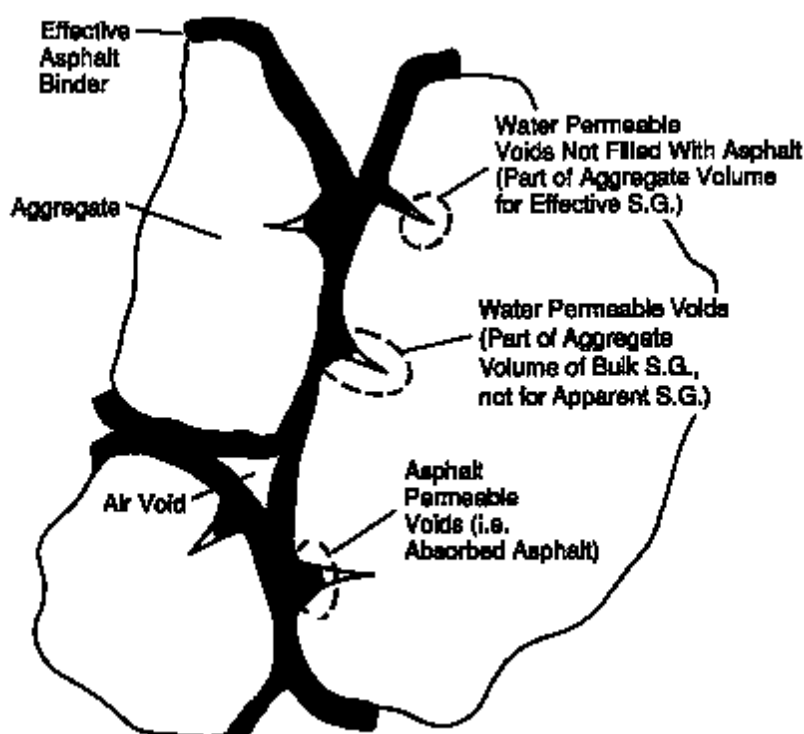 Effective
Asphalt
Binder
Water Permeable
Voids Not Filled With Asphalt
(Part of Aggregate Volume
for Effective S.G.)
Aggregate
Water Permeable Voids
(Part of Aggregate
Volume of Bulk S.G.,
not for Apparent S.G.)
Air Void
Asphalt
Permeable
Voids (i.e.
Absorbed Asphalt)